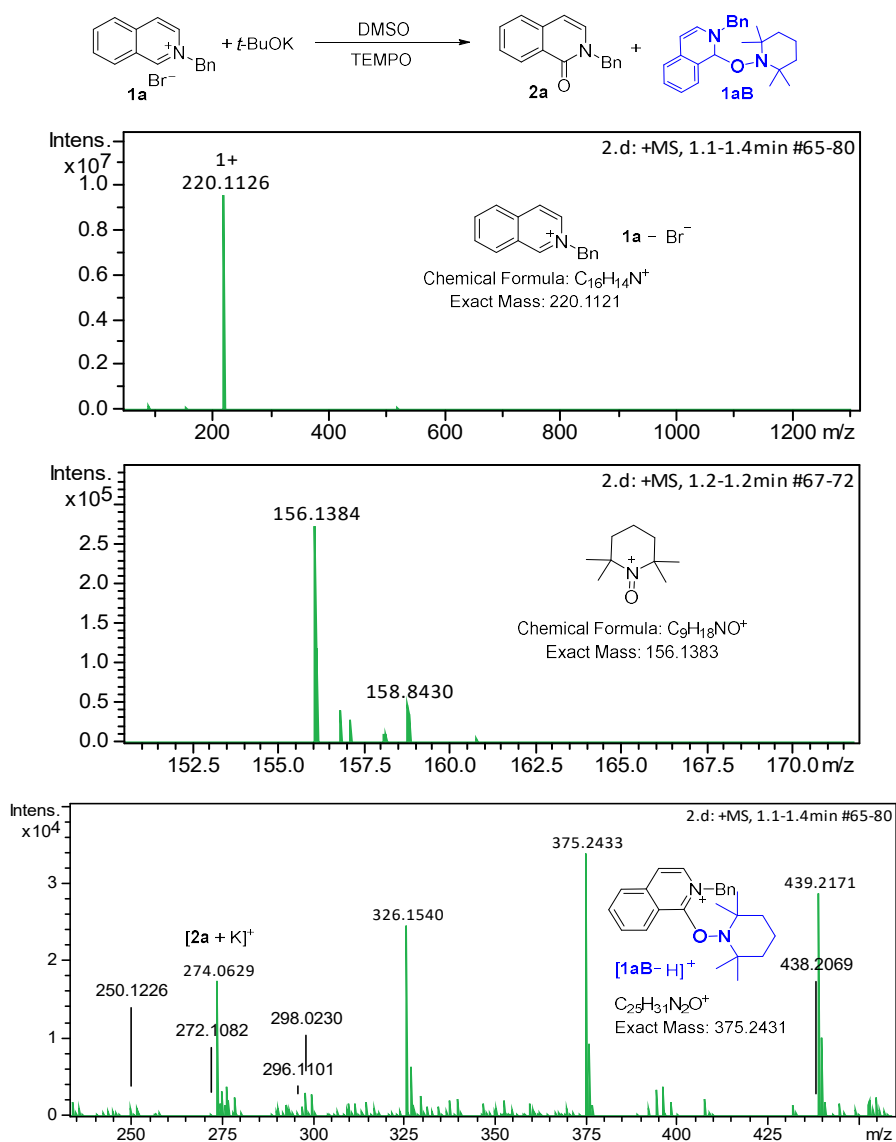 Bn
N
+
+ t-BuOK
DMSO
TEMPO
N
Bn
O
+
N
O
N
Bn
Br⁻
1a
2a
1aB
Intens.
x10⁷
2.d: +MS, 1.1-1.4min #65-80
1+
220.1126
1.0
0.8
0.6
0.4
0.2
0.0
N
+
Bn
1a – Br⁻
Chemical Formula: C₁₆H₁₄N⁺
Exact Mass: 220.1121
200 400 600 800 1000 1200 m/z
Intens.
x10⁵
2.d: +MS, 1.2-1.2min #67-72
156.1384
2.5
2.0
1.5
1.0
0.5
0.0
158.8430
+
N
O
Chemical Formula: C₉H₁₈NO⁺
Exact Mass: 156.1383
152.5 155.0 157.5 160.0 162.5 165.0 167.5 170.0 m/z
Intens.
x10⁴
2.d: +MS, 1.1-1.4min #65-80
375.2433
439.2171
326.1540
3
2
1
0
[2a + K]⁺
274.0629
250.1226
272.1082
298.0230
296.1101
438.2069
N
+
Bn
O
N
[1aB– H]⁺
C₂₅H₃₁N₂O⁺
Exact Mass: 375.2431
250 275 300 325 350 375 400 425 m/z